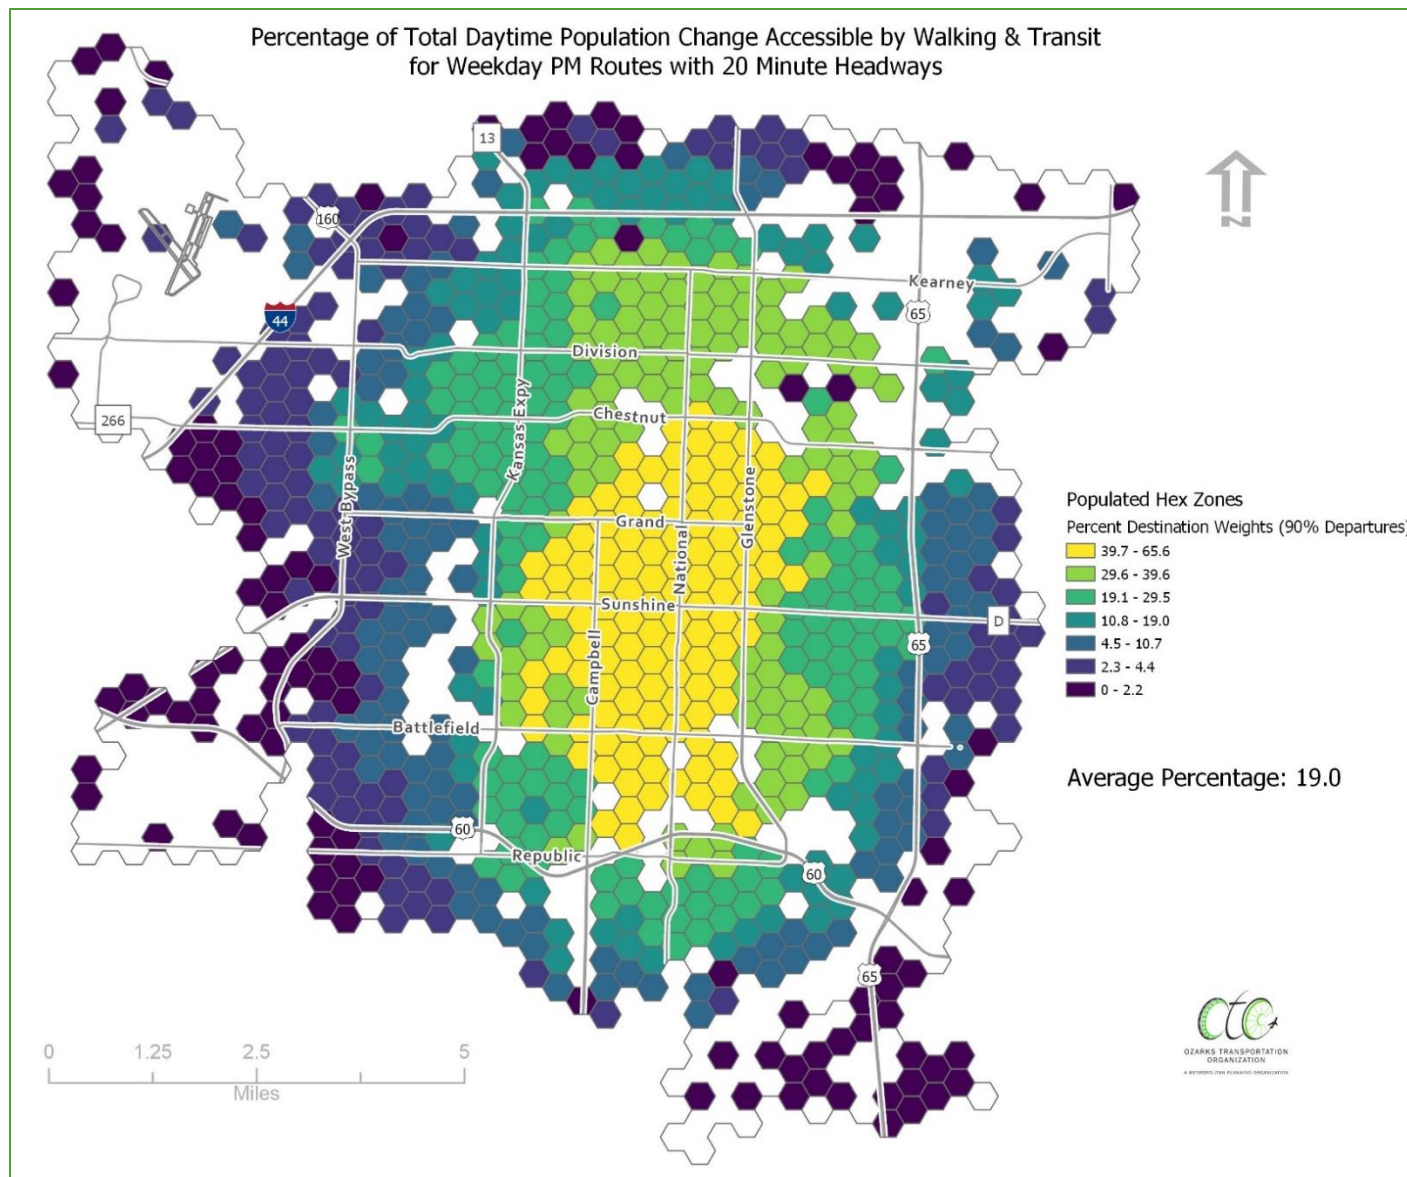 Percentage of Total Daytime Population Change Accessible by Walking & Transit
for Weekday PM Routes with 20 Minute Headways
13
N
160
Kearney
65
44
Division
266
Chestnut
Kansas Expy
West Bypass
Glenstone
National
Grand
Sunshine
D
65
Campbell
Battlefield
60
Republic
60
65
Populated Hex Zones
Percent Destination Weights (90% Departures)
39.7 - 65.6
29.6 - 39.6
19.1 - 29.5
10.8 - 19.0
4.5 - 10.7
2.3 - 4.4
0 - 2.2
Average Percentage: 19.0
0 1.25 2.5 5
Miles
oto
OZARKS TRANSPORTATION
ORGANIZATION
A METROPOLITAN PLANNING ORGANIZATION